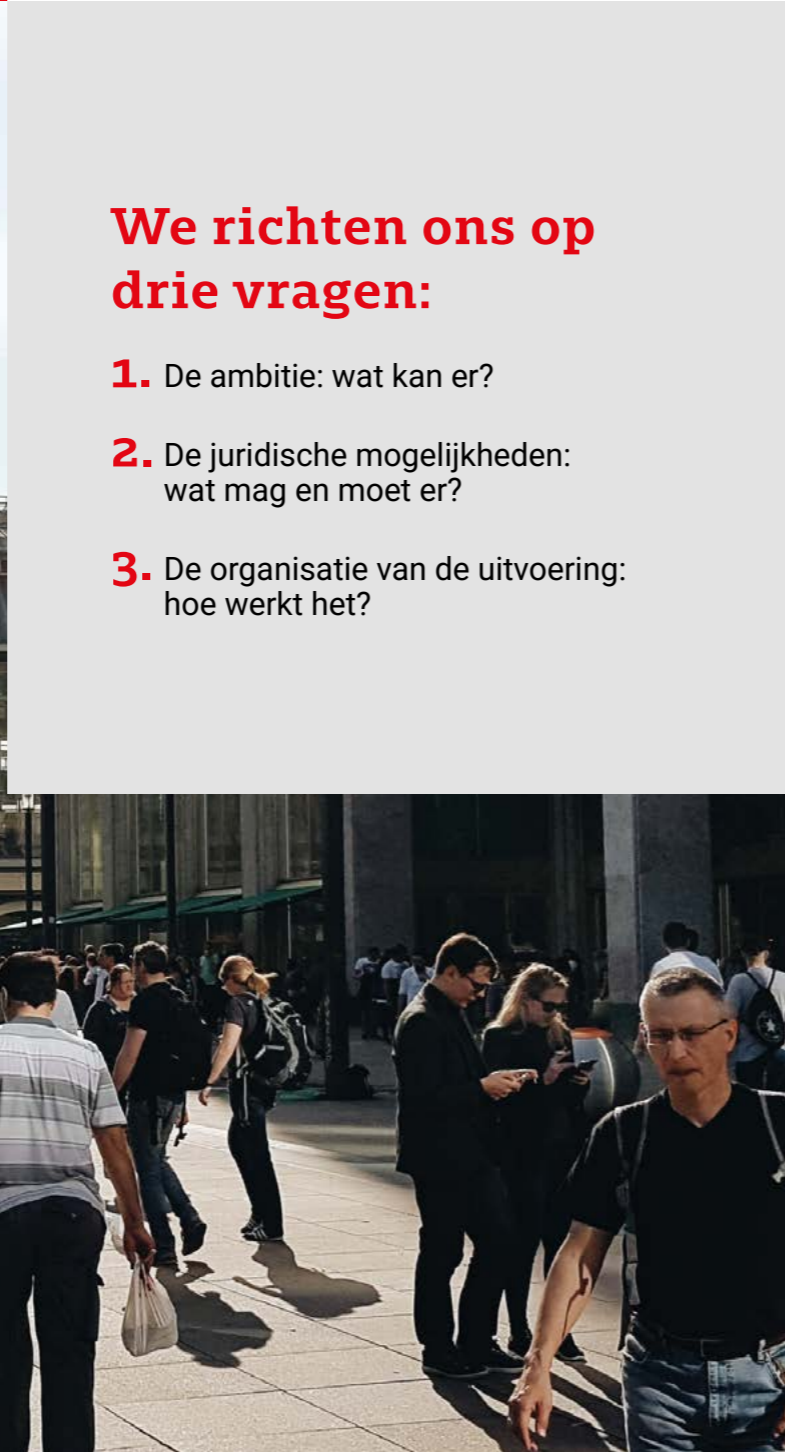 We richten ons op
drie vragen:
1. De ambitie: wat kan er?
2. De juridische mogelijkheden:
wat mag en moet er?
3. De organisatie van de uitvoering:
hoe werkt het?